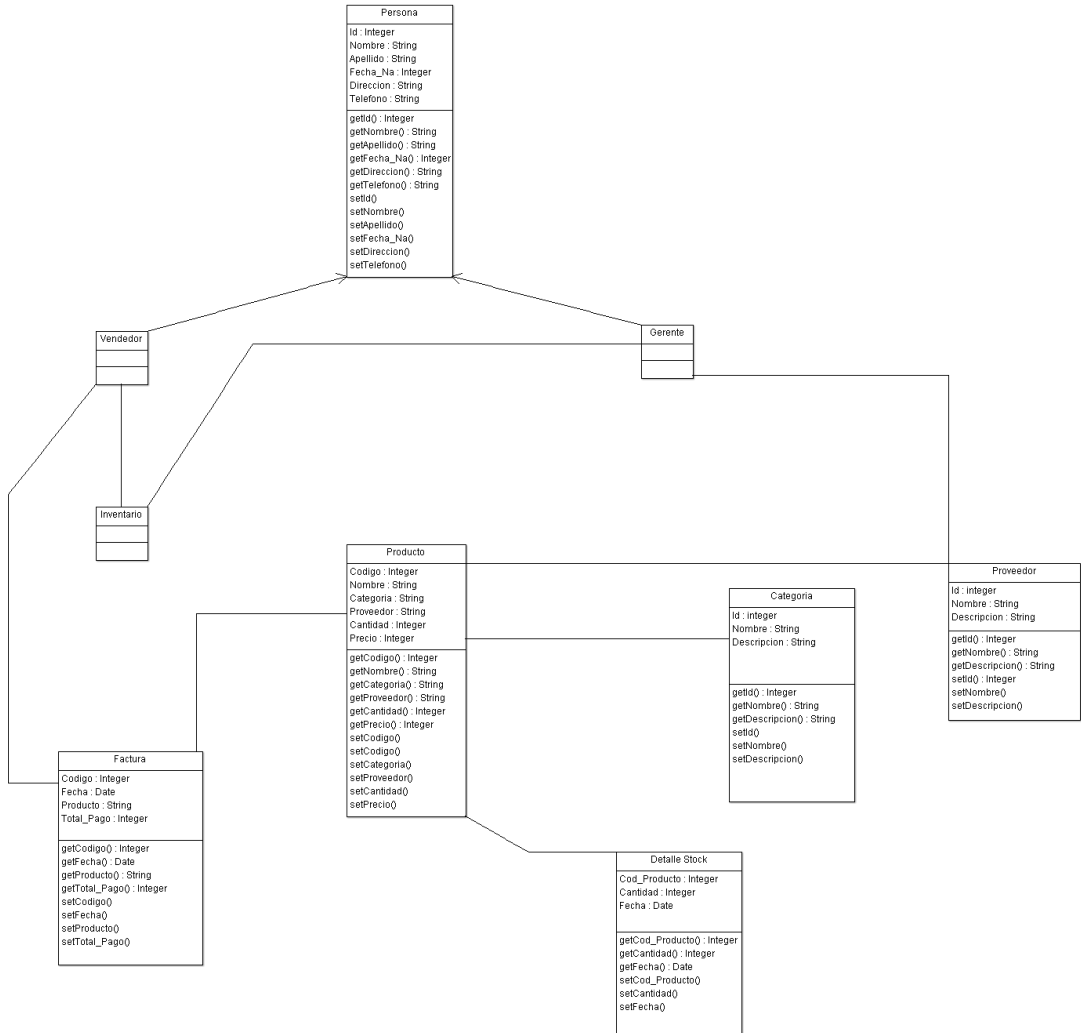 Persona
Id : Integer
Nombre : String
Apellido : String
Fecha_Na : Integer
Direccion : String
Telefono : String
getId() : Integer
getNombre() : String
getApellido() : String
getFecha_Na() : Integer
getDireccion() : String
getTelefono() : String
setId()
setNombre()
setApellido()
setFecha_Na()
setDireccion()
setTelefono()
Vendedor
Gerente
Inventario
Producto
Codigo : Integer
Nombre : String
Categoria : String
Proveedor : String
Cantidad : Integer
Precio : Integer
getCodigo() : Integer
getNombre() : String
getCategoria() : String
getProveedor() : String
getCantidad() : Integer
getPrecio() : Integer
setCodigo()
setCodigo()
setCategoria()
setProveedor()
setCantidad()
setPrecio()
Categoria
Id : integer
Nombre : String
Descripcion : String
getId() : Integer
getNombre() : String
getDescripcion() : String
setId()
setNombre()
setDescripcion()
Proveedor
Id : integer
Nombre : String
Descripcion : String
getId() : Integer
getNombre() : String
getDescripcion() : String
setId() : Integer
setNombre()
setDescripcion()
Factura
Codigo : Integer
Fecha : Date
Producto : String
Total_Pago : Integer
getCodigo() : Integer
getFecha() : Date
getProducto() : String
getTotal_Pago() : Integer
setCodigo()
setFecha()
setProducto()
setTotal_Pago()
Detalle Stock
Cod_Producto : Integer
Cantidad : Integer
Fecha : Date
getCod_Producto() : Integer
getCantidad() : Integer
getFecha() : Date
setCod_Producto()
setCantidad()
setFecha()